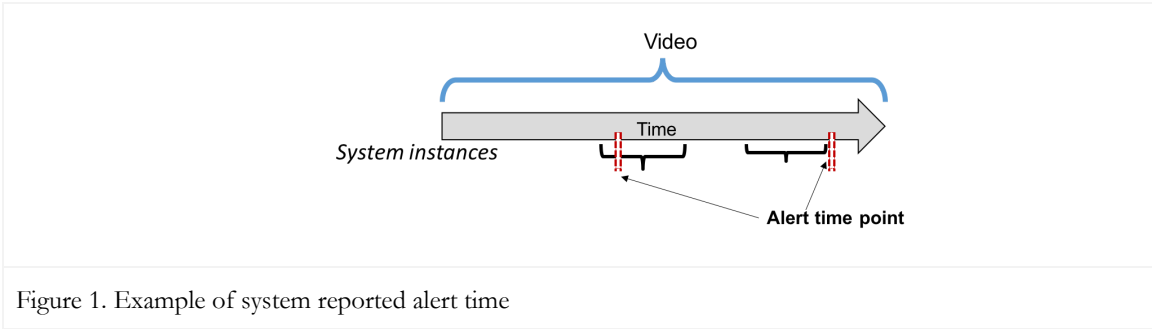 Video
Time
System instances
Alert time point
Figure 1. Example of system reported alert time